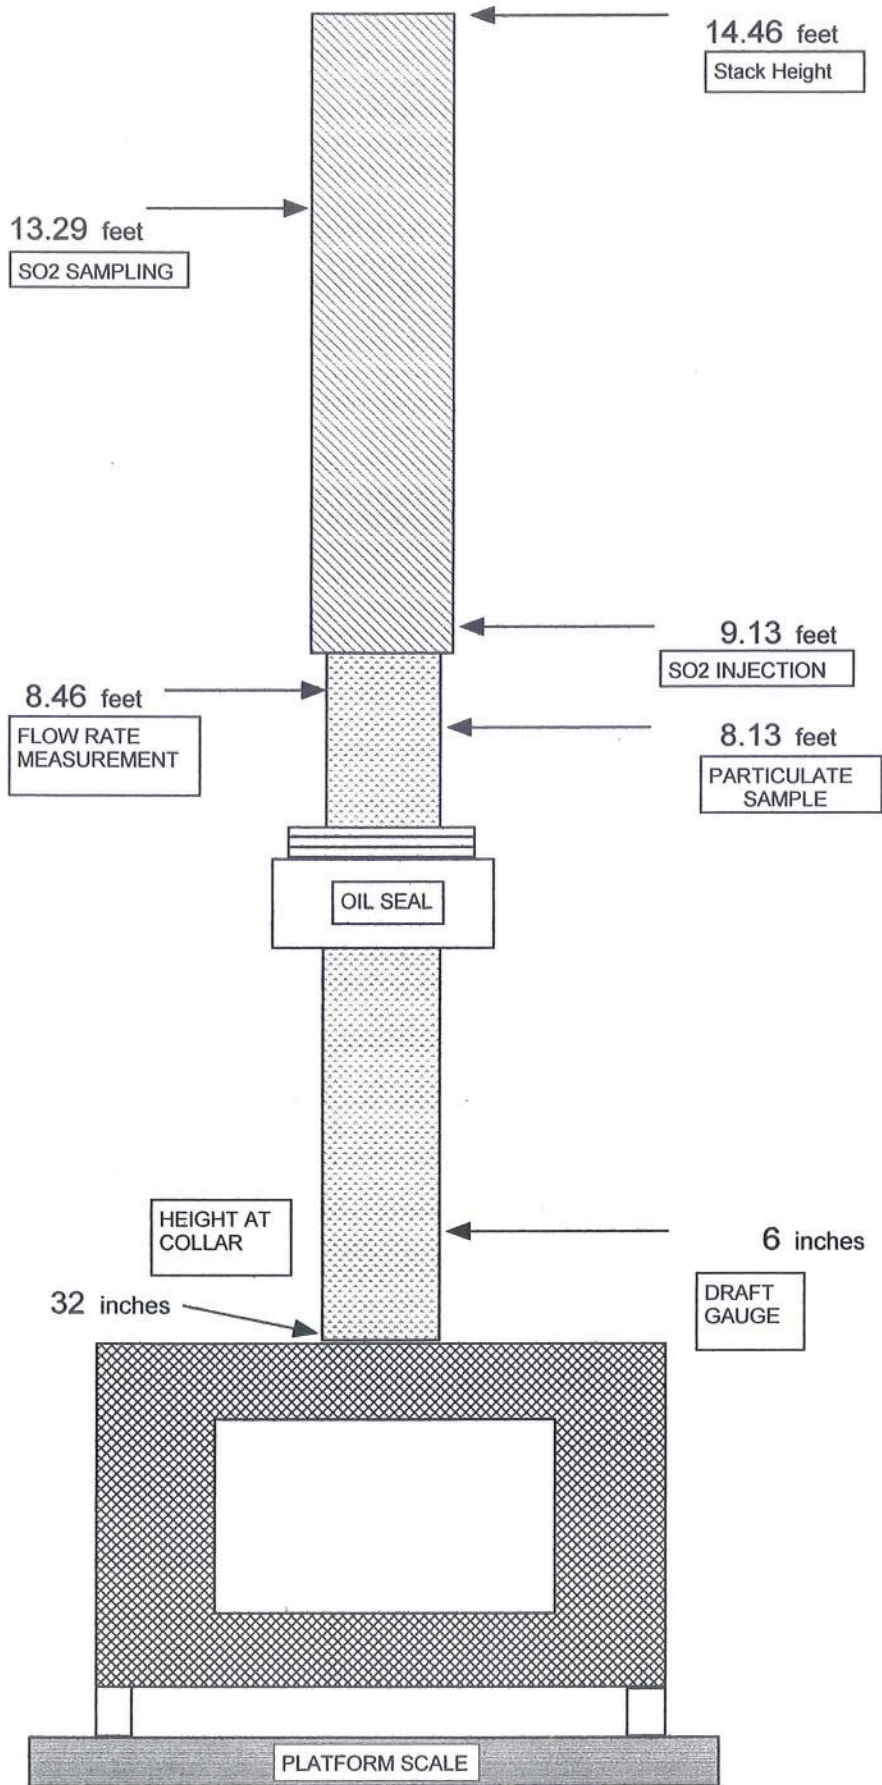 14.46 feet
Stack Height
13.29 feet
SO2 SAMPLING
9.13 feet
SO2 INJECTION
8.46 feet
FLOW RATE
MEASUREMENT
8.13 feet
PARTICULATE
SAMPLE
OIL SEAL
HEIGHT AT
COLLAR
6 inches
DRAFT
GAUGE
32 inches
PLATFORM SCALE